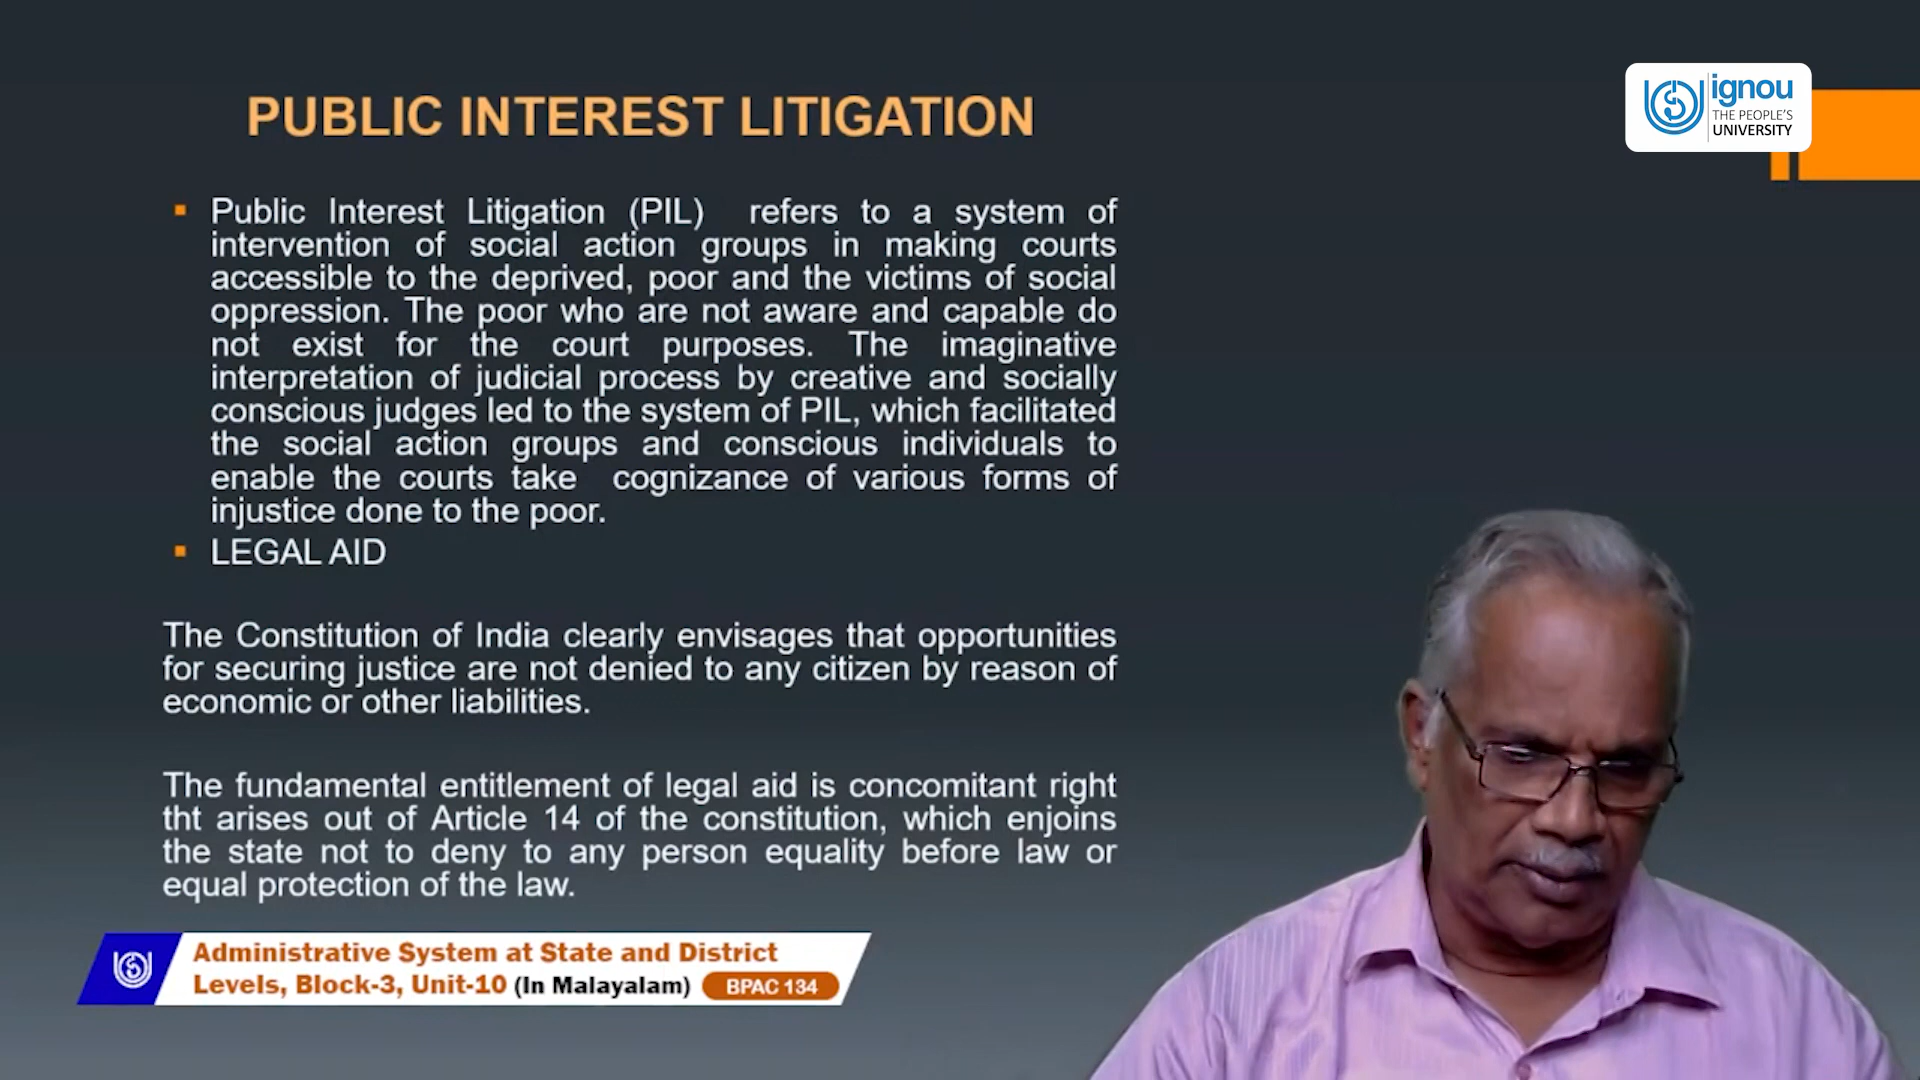 PUBLIC INTEREST LITIGATION
ignou
THE PEOPLE'S
UNIVERSITY
Public Interest Litigation (PIL) refers to a system of
intervention of social action groups in making courts
accessible to the deprived, poor and the victims of social
oppression. The poor who are not aware and capable do
not exist for the court purposes. The imaginative
interpretation of judicial process by creative and socially
conscious judges led to the system of PIL, which facilitated
the social action groups and conscious individuals to
enable the courts take cognizance of various forms of
injustice done to the poor.
LEGAL AID
The Constitution of India clearly envisages that opportunities
for securing justice are not denied to any citizen by reason of
economic or other liabilities.
The fundamental entitlement of legal aid is concomitant right
tht arises out of Article 14 of the constitution, which enjoins
the state not to deny to any person equality before law or
equal protection of the law.
Administrative System at State and District
Levels, Block-3, Unit-10 (In Malayalam) BPAC 134